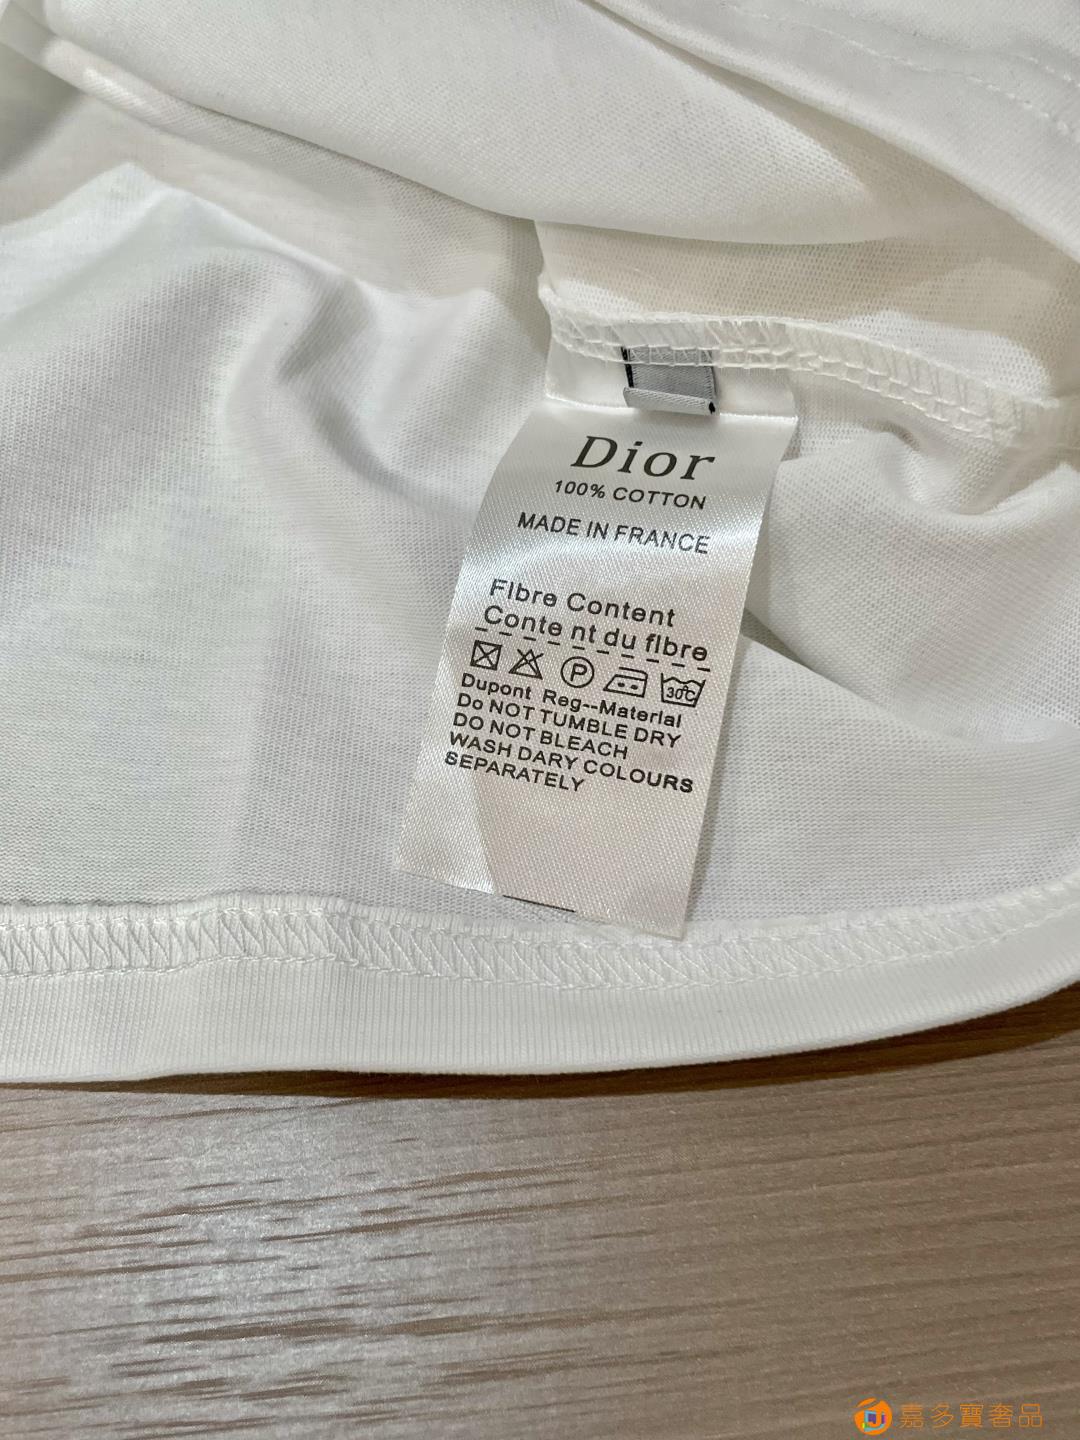 Dior
100% COTTON
MADE IN FRANCE
FIbre Content
Conte nt du fIbre
P
30℃
Dupont Reg--MaterIal
Do NOT TUMBLE DRY
DO NOT BLEACH
WASH DARY COLOURS
SEPARATELY
嘉多寶奢品